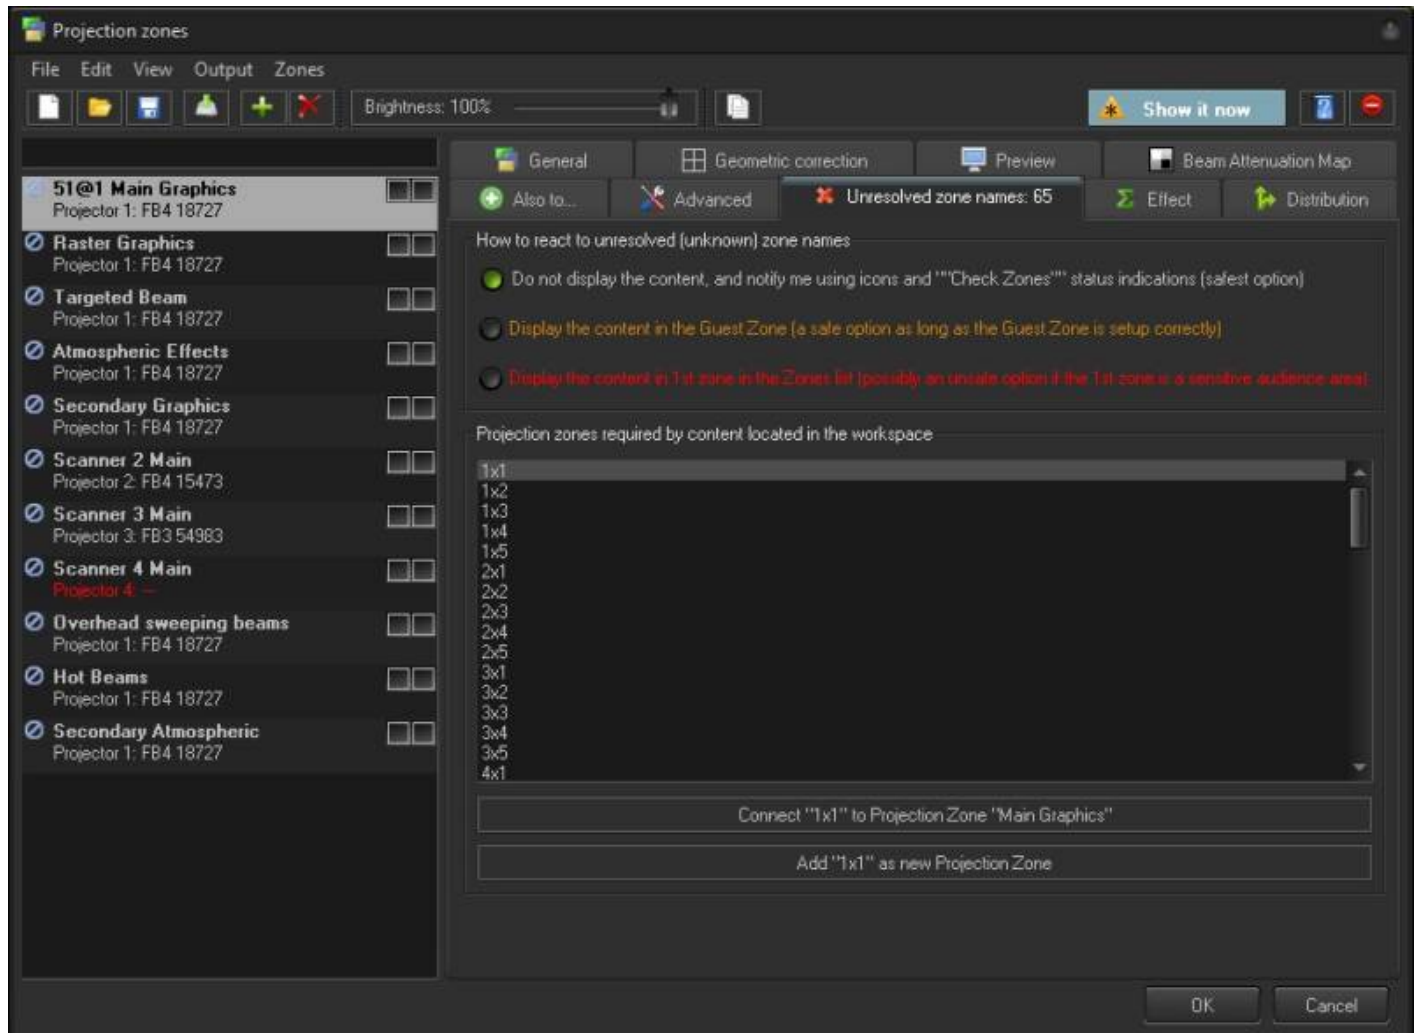 Projection zones
File Edit View Output Zones
Brightness: 100%
Show it now
51@1 Main Graphics
Projector 1: FB4 18727
Raster Graphics
Projector 1: FB4 18727
Targeted Beam
Projector 1: FB4 18727
Atmospheric Effects
Projector 1: FB4 18727
Secondary Graphics
Projector 1: FB4 18727
Scanner 2 Main
Projector 2: FB4 15473
Scanner 3 Main
Projector 3: FB3 54983
Scanner 4 Main
Projector 4: ---
Overhead sweeping beams
Projector 1: FB4 18727
Hot Beams
Projector 1: FB4 18727
Secondary Atmospheric
Projector 1: FB4 18727
General Geometric correction Preview Beam Attenuation Map
Also to... Advanced Unresolved zone names: 65 Effect Distribution
How to react to unresolved (unknown) zone names
Do not display the content, and notify me using icons and ""Check Zones"" status indications (safest option)
Display the content in the Guest Zone (a safe option as long as the Guest Zone is setup correctly)
Display the content in 1st zone in the Zones list (possibly an unsafe option if the 1st zone is a sensitive audience area)
Projection zones required by content located in the workspace
1x1
1x2
1x3
1x4
1x5
2x1
2x2
2x3
2x4
2x5
3x1
3x2
3x3
3x4
3x5
4x1
Connect "1x1" to Projection Zone "Main Graphics"
Add "1x1" as new Projection Zone
OK Cancel